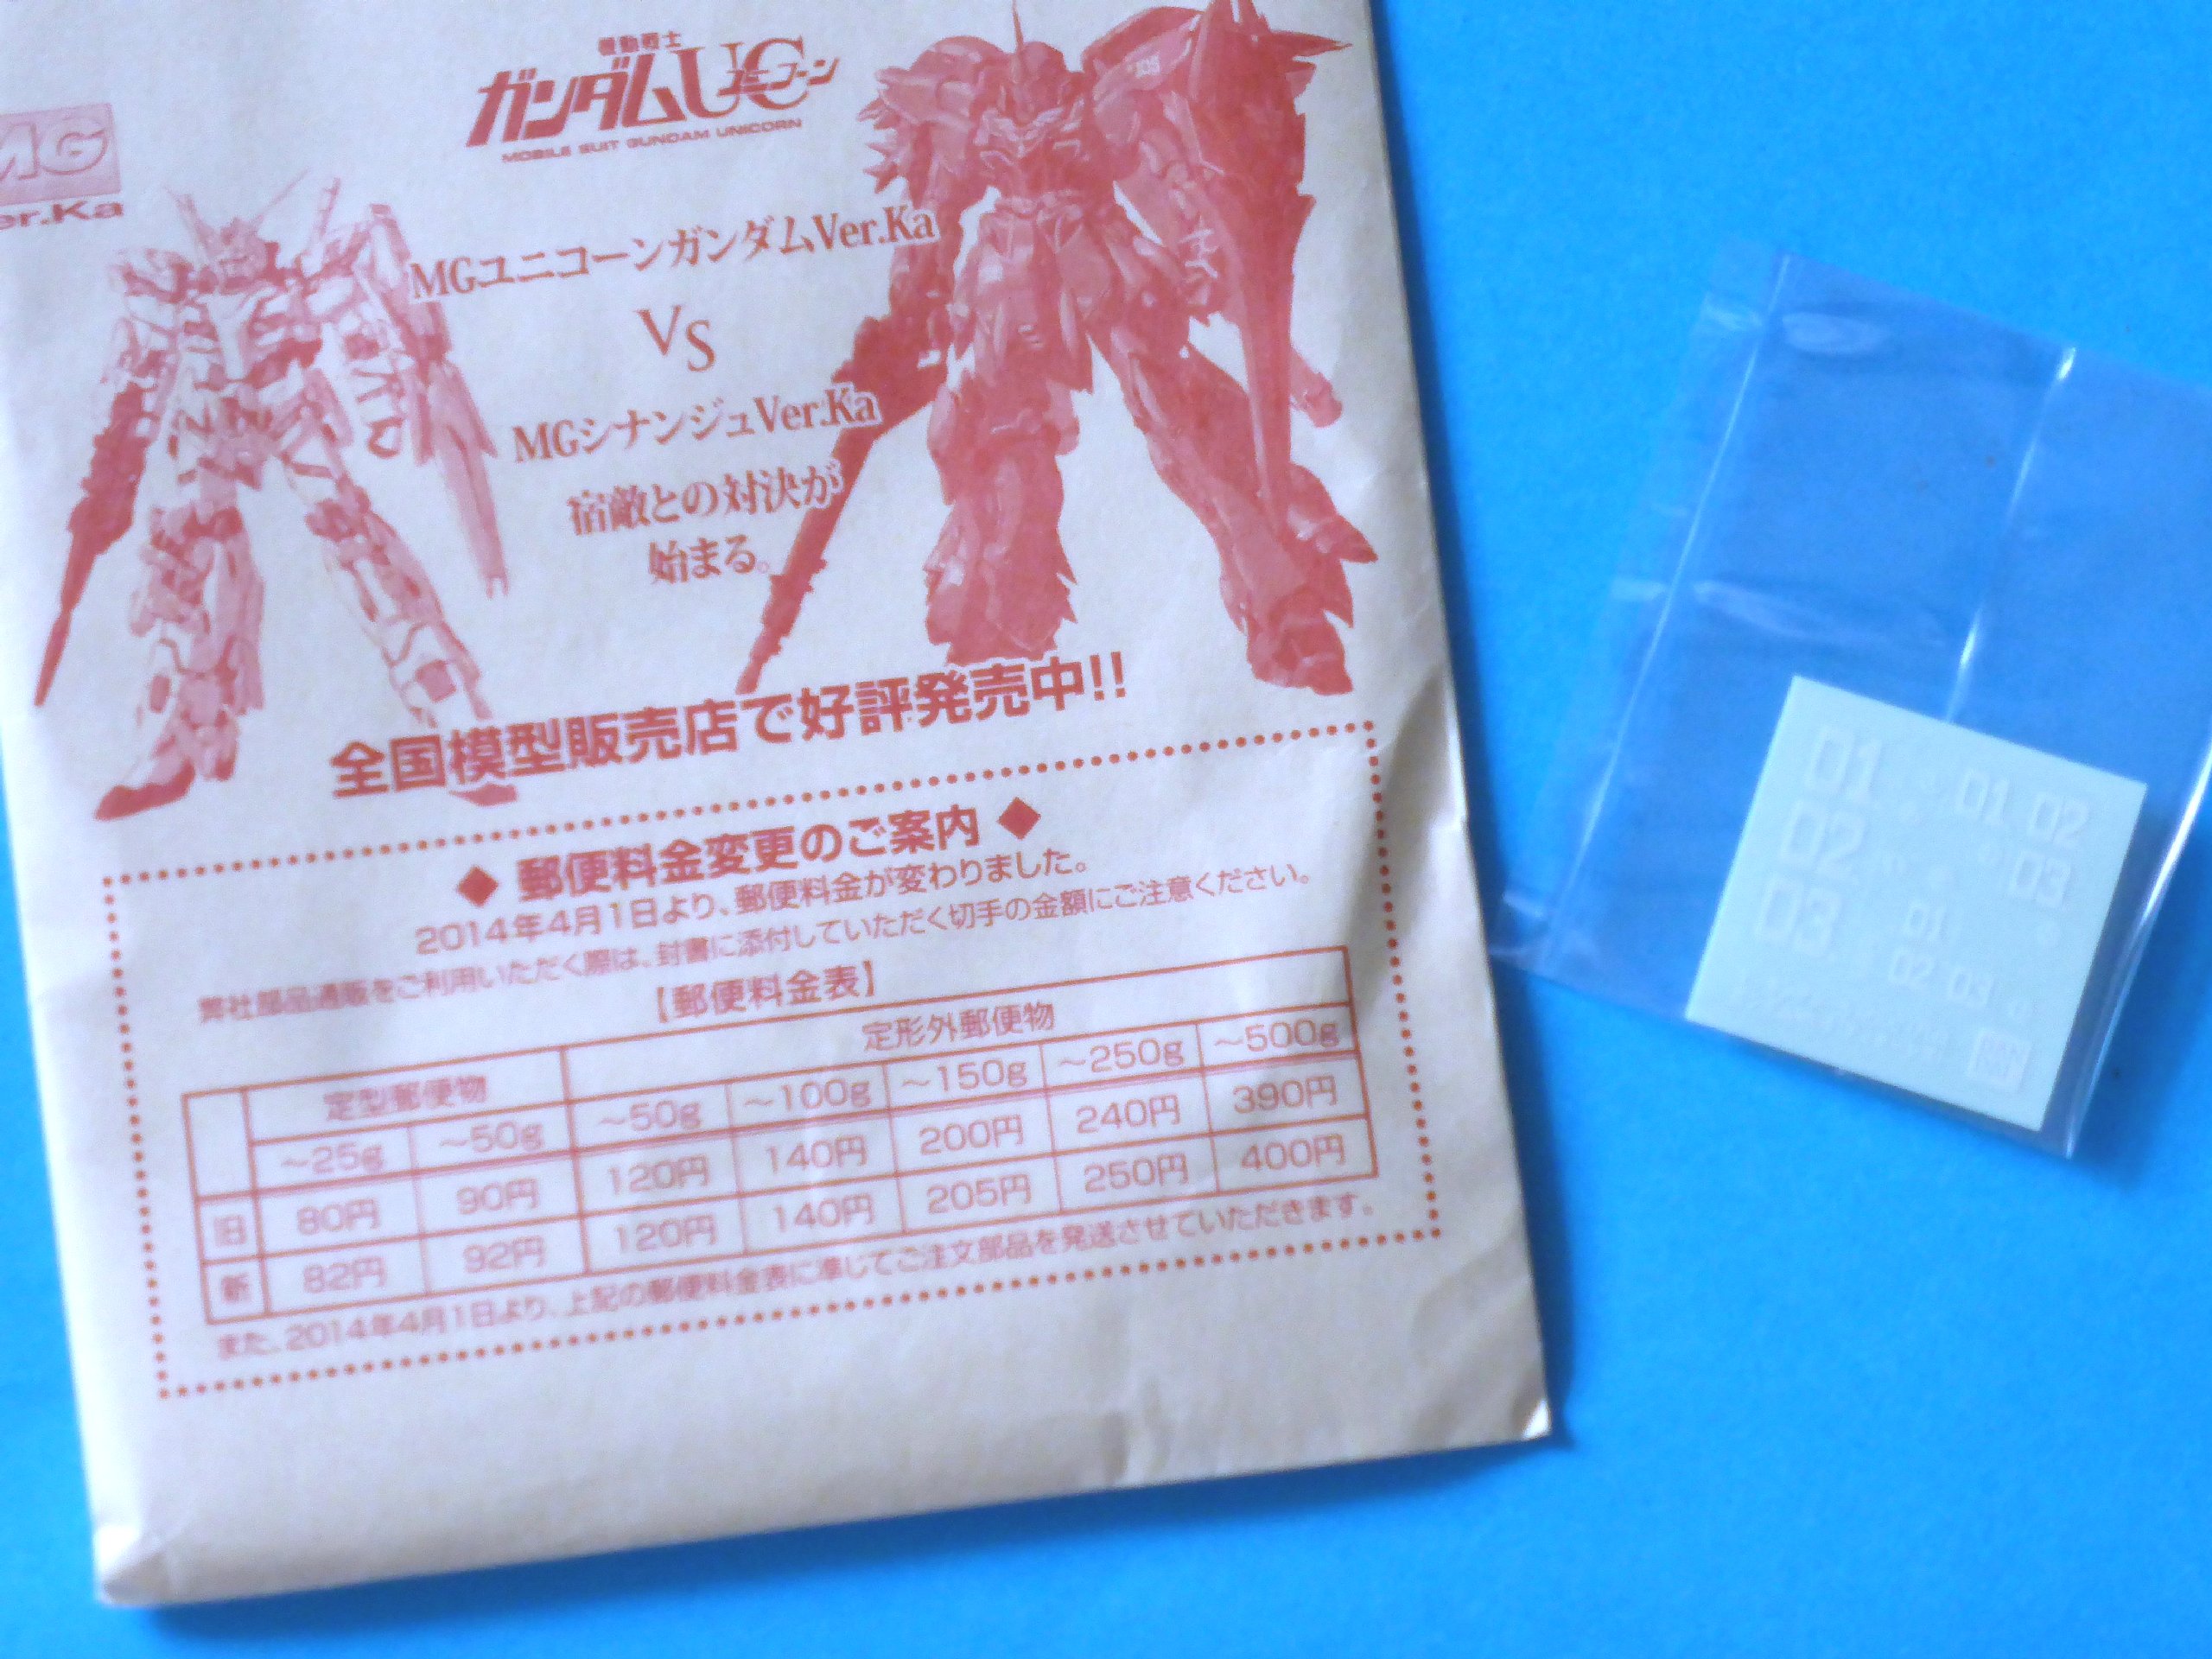 機動戦士
ガンダムUC
ユニコーン
MOBILE SUIT GUNDAM UNICORN
MG
er.Ka
MGユニコーンガンダムVer.Ka
VS
MGシナンジュVer.Ka
宿敵との対決が
始まる。
全国模型販売店で好評発売中!!
◆ 郵便料金変更のご案内 ◆
2014年4月1日より、郵便料金が変わりました。
弊社部品通販をご利用いただく際は、封書に添付していただく切手の金額にご注意ください。
【郵便料金表】
定型郵便物 定形外郵便物
~25g ~50g ~50g ~100g ~150g ~250g ~500g
旧 80円 90円 120円 140円 200円 240円 390円
新 82円 92円 120円 140円 205円 250円 400円
また、2014年4月1日より、上記の郵便料金表に準じてご注文部品を発送させていただきます。
01 01 02
02 03
03 01
02 03